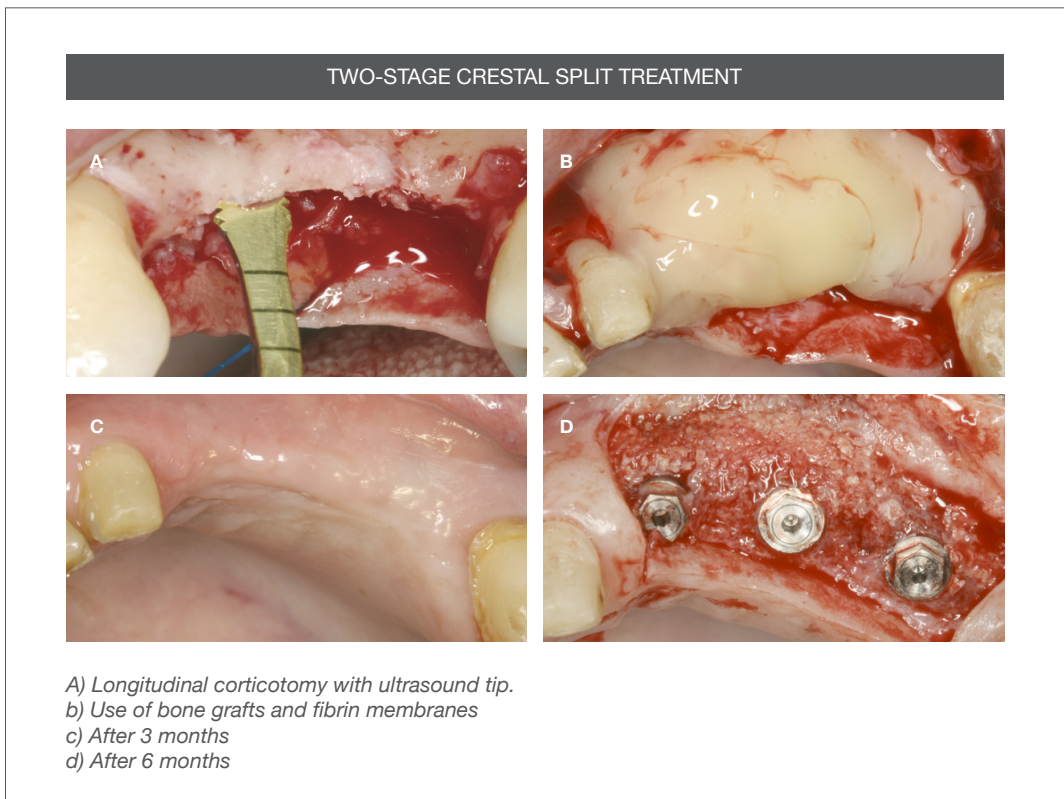 TWO-STAGE CRESTAL SPLIT TREATMENT
A
B
C
D
A) Longitudinal corticotomy with ultrasound tip.
b) Use of bone grafts and fibrin membranes
c) After 3 months
d) After 6 months